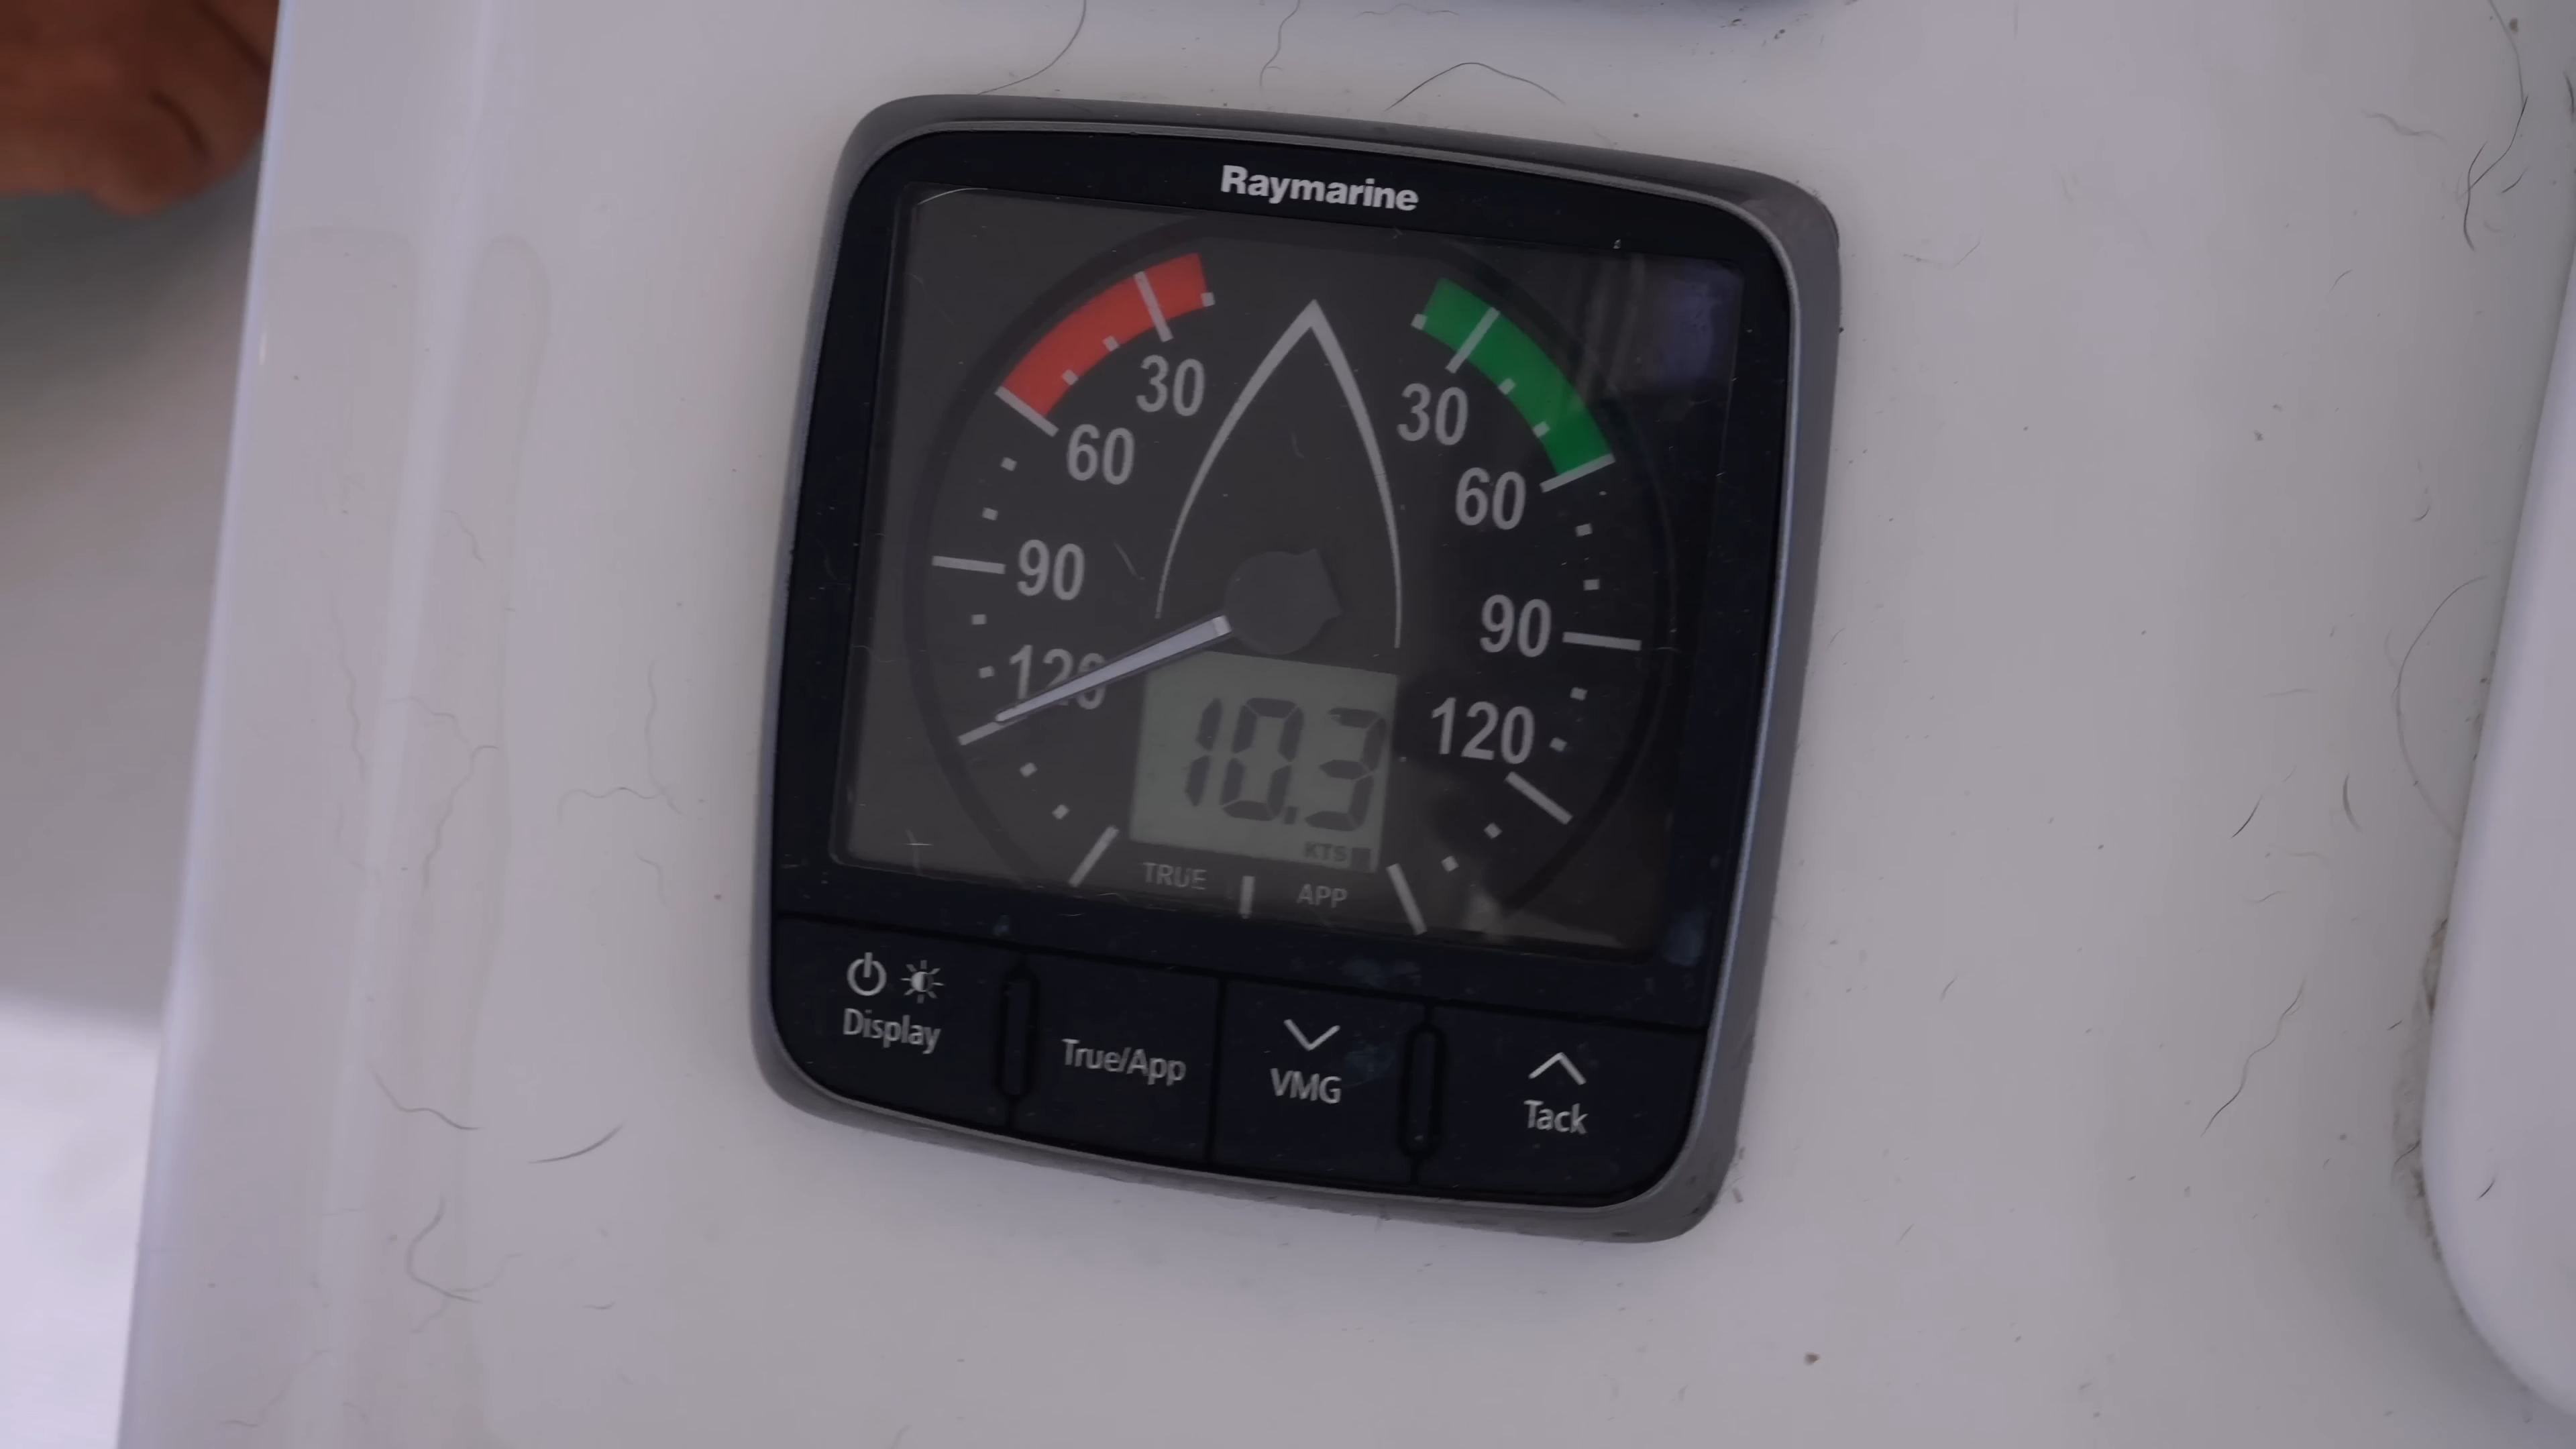 Raymarine
30 30
60 60
90 90
120 120
10.3
KTS
TRUE APP
Display True/App VMG Tack